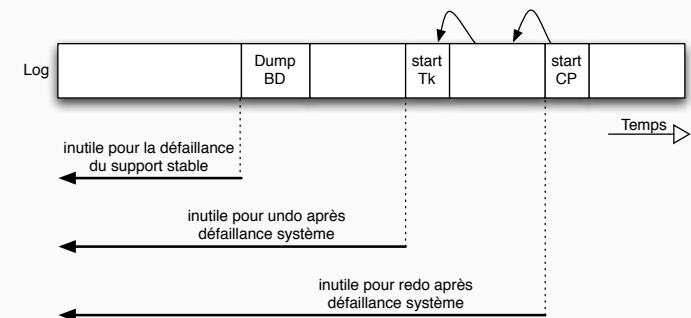 Log
Dump
BD
start
Tk
start
CP
Temps
inutile pour la défaillance
du support stable
inutile pour undo après
défaillance système
inutile pour redo après
défaillance système